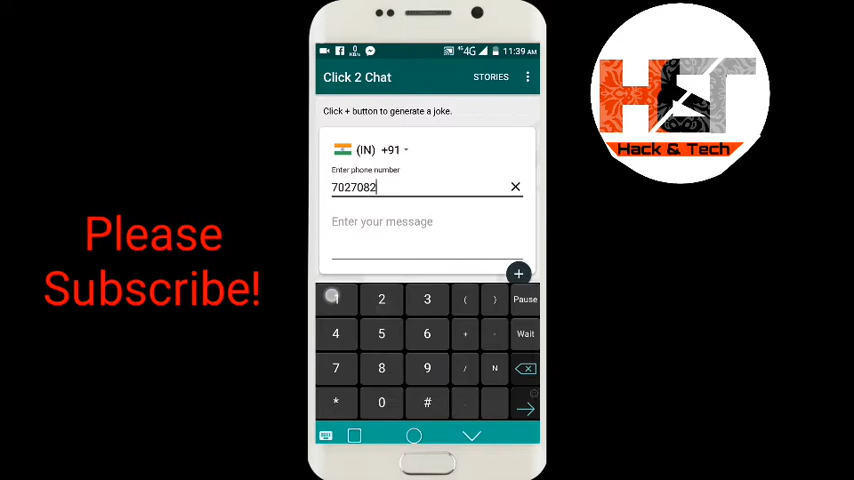 4G 11:39 AM
Click 2 Chat STORIES
Click + button to generate a joke.
(IN) +91
Enter phone number
7027082
Enter your message
+
1 2 3 ( ) Pause
4 5 6 + - Wait
7 8 9 / N
* 0 #
Please
Subscribe!
H&T
Hack & Tech